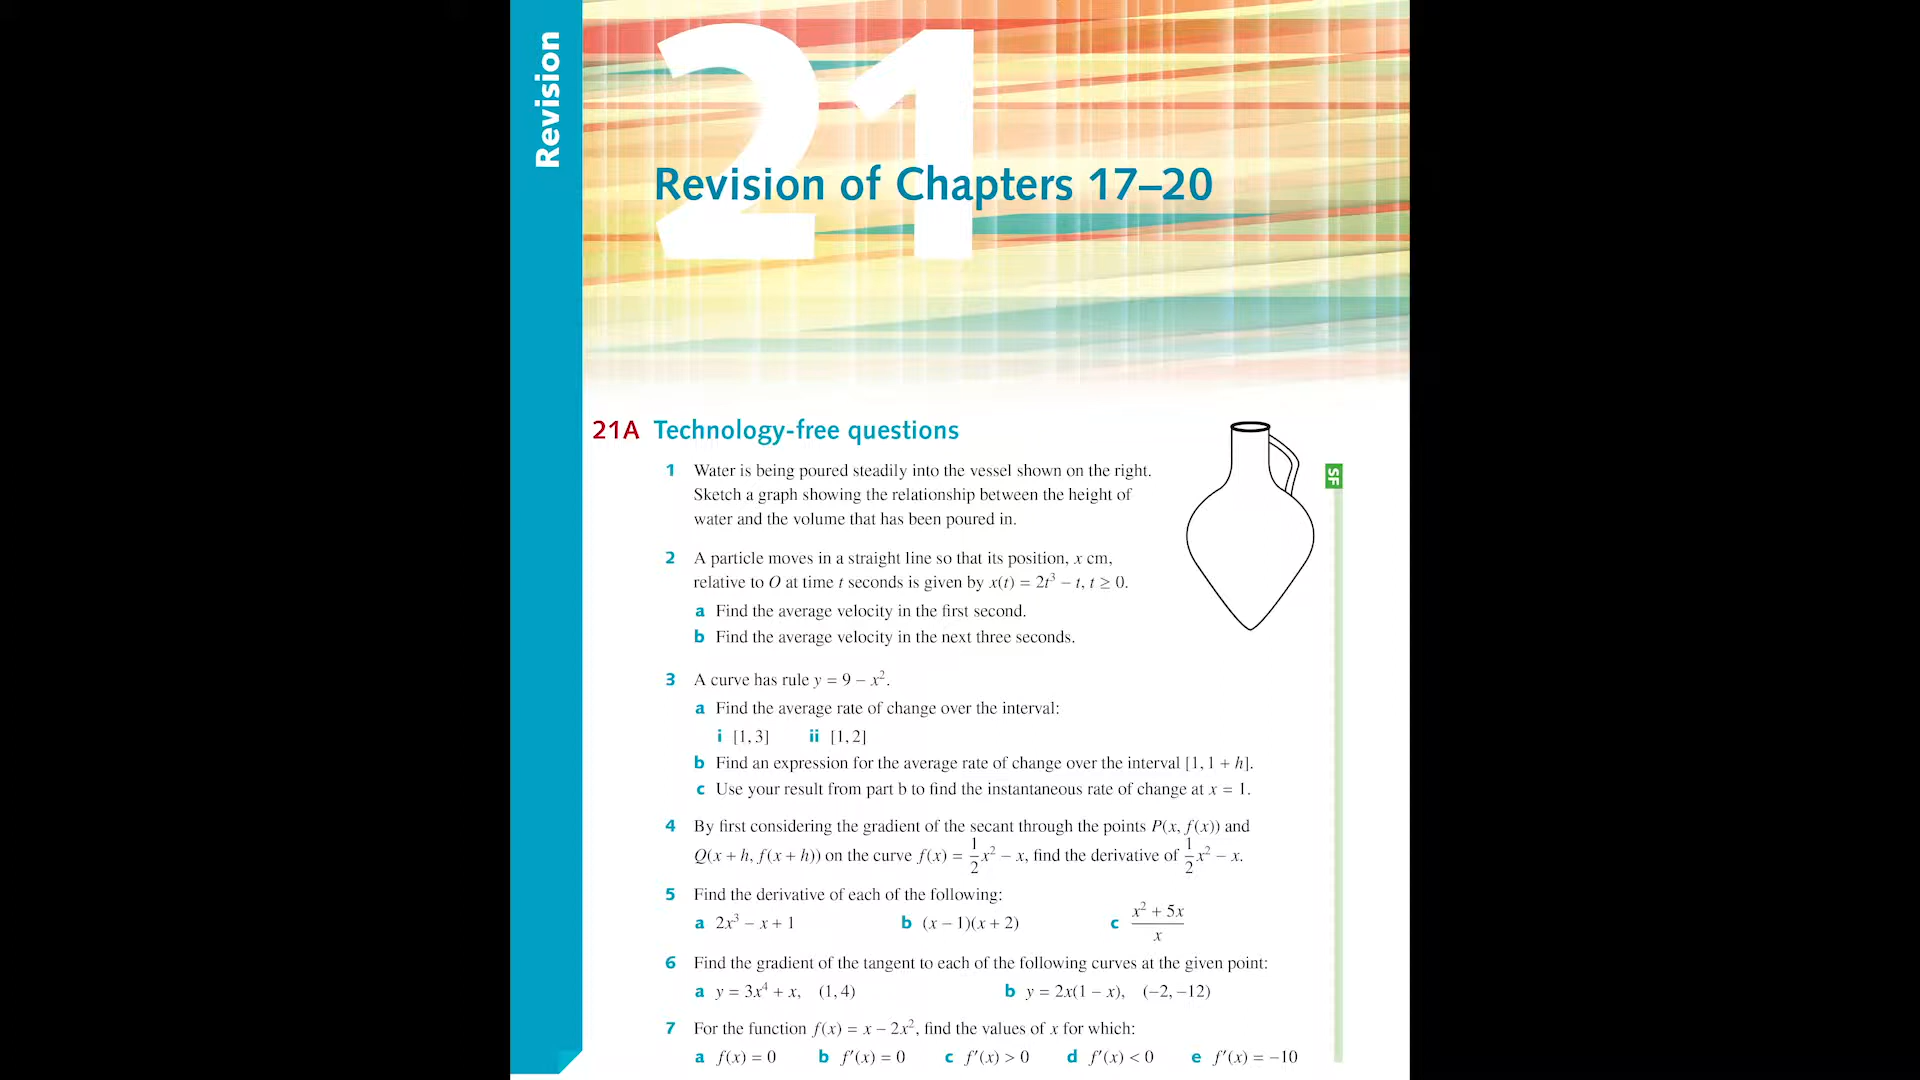 Revision
21
Revision of Chapters 17–20
21A Technology-free questions
SF
1 Water is being poured steadily into the vessel shown on the right.
Sketch a graph showing the relationship between the height of
water and the volume that has been poured in.
2 A particle moves in a straight line so that its position, x cm,
relative to O at time t seconds is given by x(t) = 2t³ − t, t ≥ 0.
a Find the average velocity in the first second.
b Find the average velocity in the next three seconds.
3 A curve has rule y = 9 − x².
a Find the average rate of change over the interval:
i [1, 3] ii [1, 2]
b Find an expression for the average rate of change over the interval [1, 1 + h].
c Use your result from part b to find the instantaneous rate of change at x = 1.
4 By first considering the gradient of the secant through the points P(x, f(x)) and
Q(x + h, f(x + h)) on the curve f(x) = 1/2 x² − x, find the derivative of 1/2 x² − x.
5 Find the derivative of each of the following:
a 2x³ − x + 1 b (x − 1)(x + 2) c (x² + 5x)/x
6 Find the gradient of the tangent to each of the following curves at the given point:
a y = 3x⁴ + x, (1, 4) b y = 2x(1 − x), (−2, −12)
7 For the function f(x) = x − 2x², find the values of x for which:
a f(x) = 0 b f′(x) = 0 c f′(x) > 0 d f′(x) < 0 e f′(x) = −10